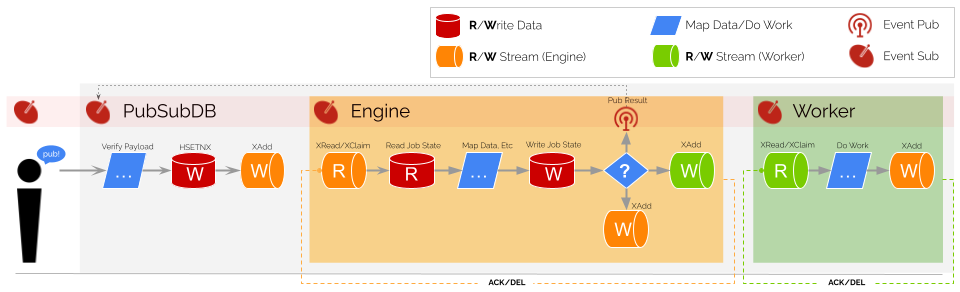 R/Write Data
Map Data/Do Work
Event Pub
R/W Stream (Engine)
R/W Stream (Worker)
Event Sub
PubSubDB
Engine
Pub Result
Worker
pub!
Verify Payload
HSETNX
XAdd
XRead/XClaim
Read Job State
Map Data, Etc
Write Job State
XAdd
XRead/XClaim
Do Work
XAdd
...
W
W
R
R
...
W
?
W
R
...
W
XAdd
W
ACK/DEL
ACK/DEL